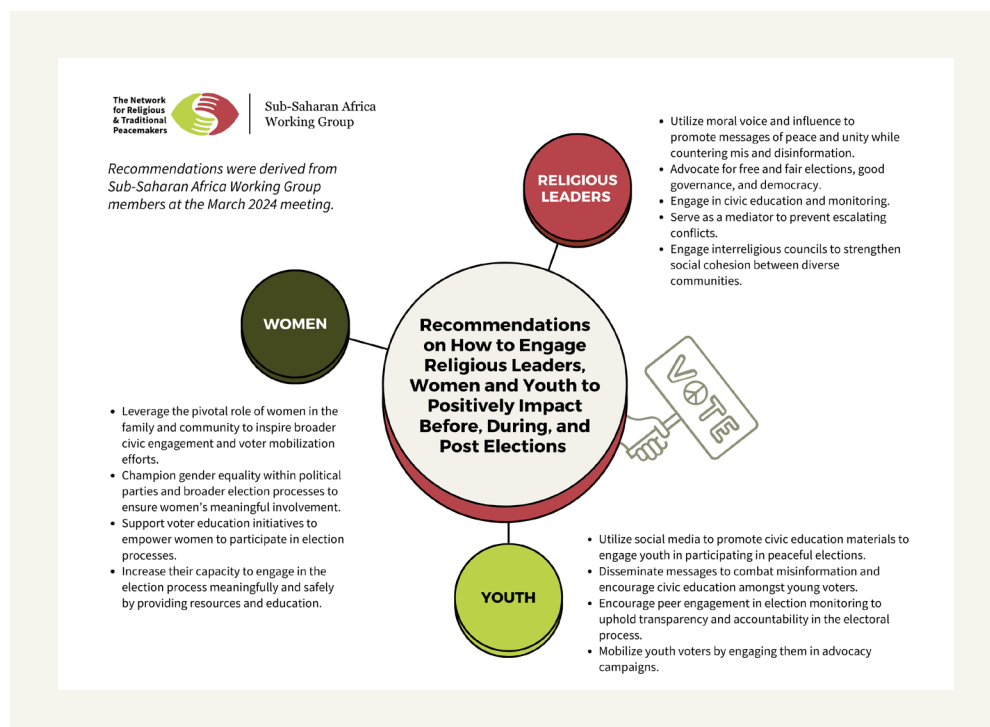 The Network
for Religious
& Traditional
Peacemakers
Sub-Saharan Africa
Working Group
Recommendations were derived from
Sub-Saharan Africa Working Group
members at the March 2024 meeting.
RELIGIOUS
LEADERS
• Utilize moral voice and influence to
promote messages of peace and unity while
countering mis and disinformation.
• Advocate for free and fair elections, good
governance, and democracy.
• Engage in civic education and monitoring.
• Serve as a mediator to prevent escalating
conflicts.
• Engage interreligious councils to strengthen
social cohesion between diverse
communities.
WOMEN
Recommendations
on How to Engage
Religious Leaders,
Women and Youth to
Positively Impact
Before, During, and
Post Elections
VOTE
• Leverage the pivotal role of women in the
family and community to inspire broader
civic engagement and voter mobilization
efforts.
• Champion gender equality within political
parties and broader election processes to
ensure women's meaningful involvement.
• Support voter education initiatives to
empower women to participate in election
processes.
• Increase their capacity to engage in the
election process meaningfully and safely
by providing resources and education.
YOUTH
• Utilize social media to promote civic education materials to
engage youth in participating in peaceful elections.
• Disseminate messages to combat misinformation and
encourage civic education amongst young voters.
• Encourage peer engagement in election monitoring to
uphold transparency and accountability in the electoral
process.
• Mobilize youth voters by engaging them in advocacy
campaigns.